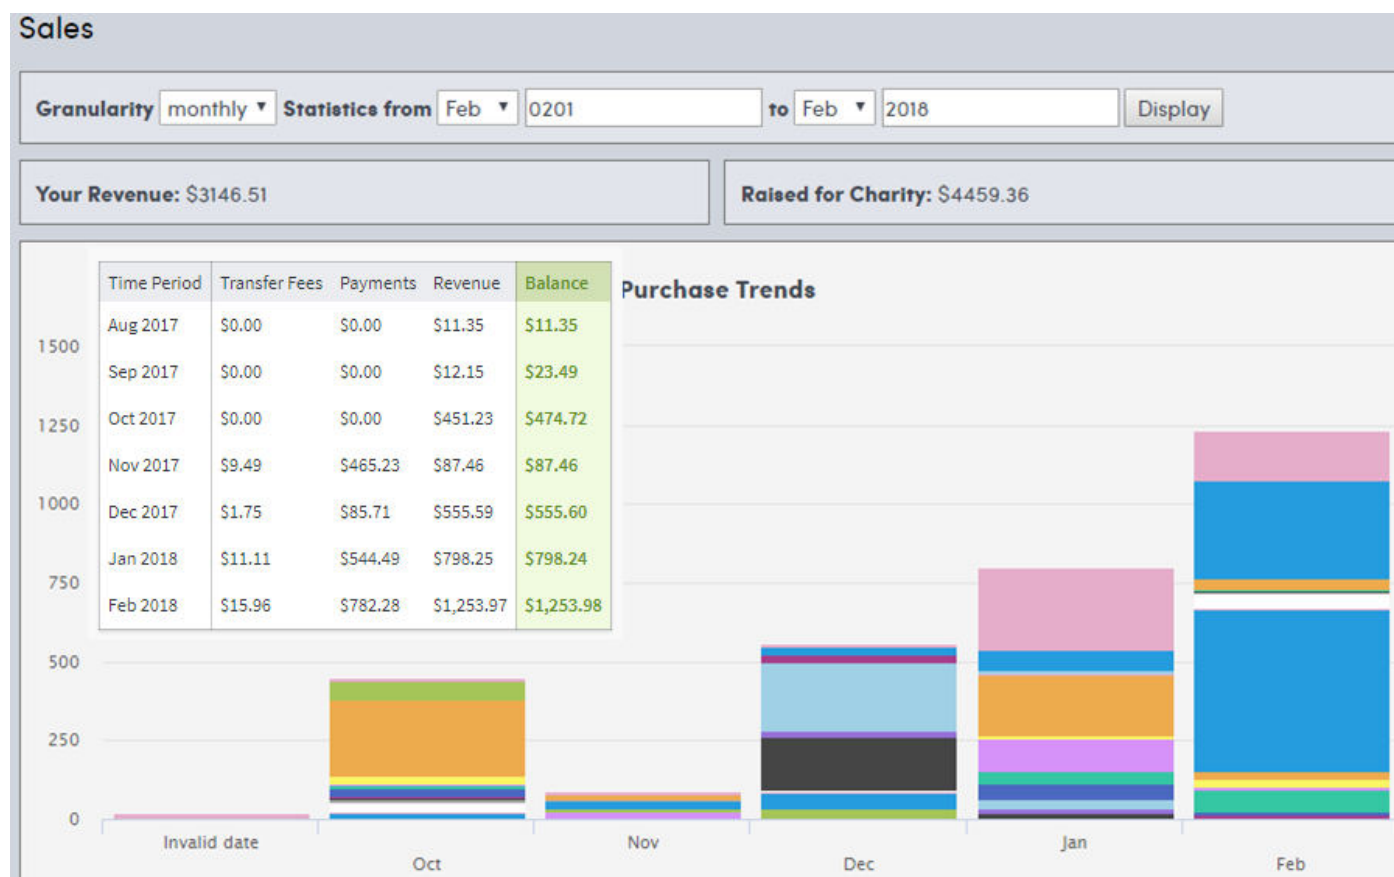 Sales
Granularity monthly Statistics from Feb 0201 to Feb 2018 Display
Your Revenue: $3146.51 Raised for Charity: $4459.36
Purchase Trends
Time Period Transfer Fees Payments Revenue Balance
Aug 2017 $0.00 $0.00 $11.35 $11.35
Sep 2017 $0.00 $0.00 $12.15 $23.49
Oct 2017 $0.00 $0.00 $451.23 $474.72
Nov 2017 $9.49 $465.23 $87.46 $87.46
Dec 2017 $1.75 $85.71 $555.59 $555.60
Jan 2018 $11.11 $544.49 $798.25 $798.24
Feb 2018 $15.96 $782.28 $1,253.97 $1,253.98
1500
1250
1000
750
500
250
0
Invalid date Nov Jan
Oct Dec Feb